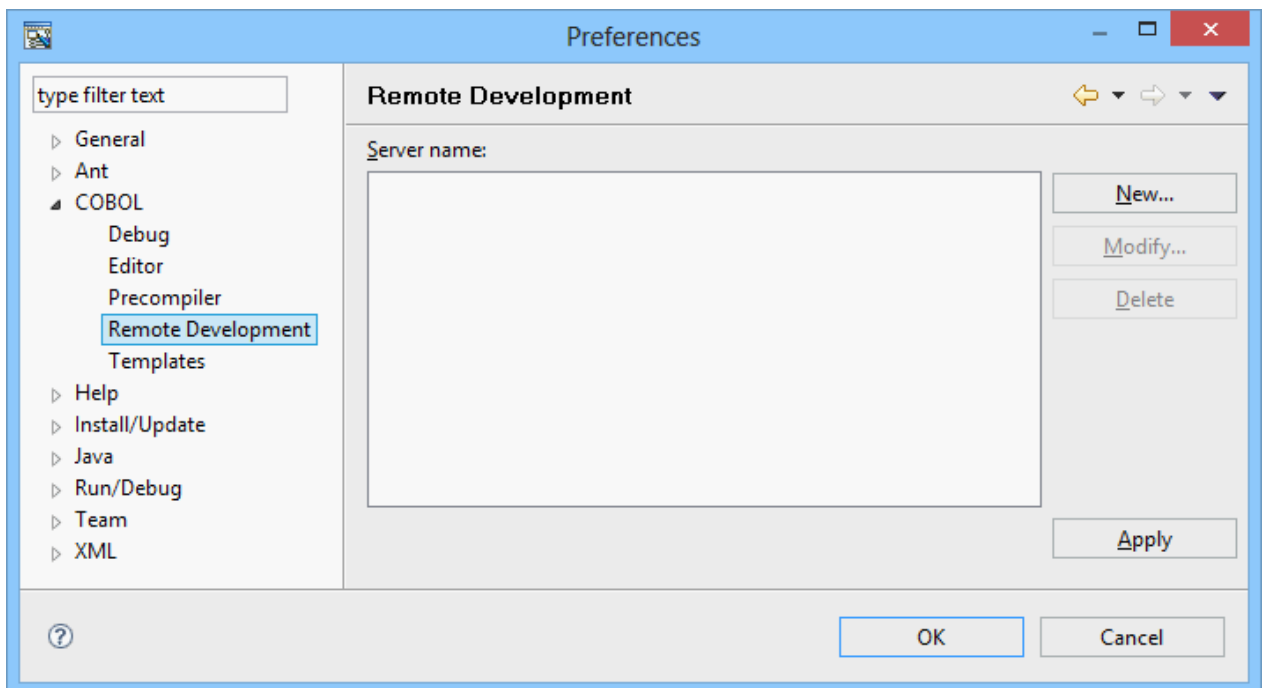 Preferences
type filter text
General
Ant
COBOL
Debug
Editor
Precompiler
Remote Development
Templates
Help
Install/Update
Java
Run/Debug
Team
XML
Remote Development
Server name:
New...
Modify...
Delete
Apply
?
OK
Cancel